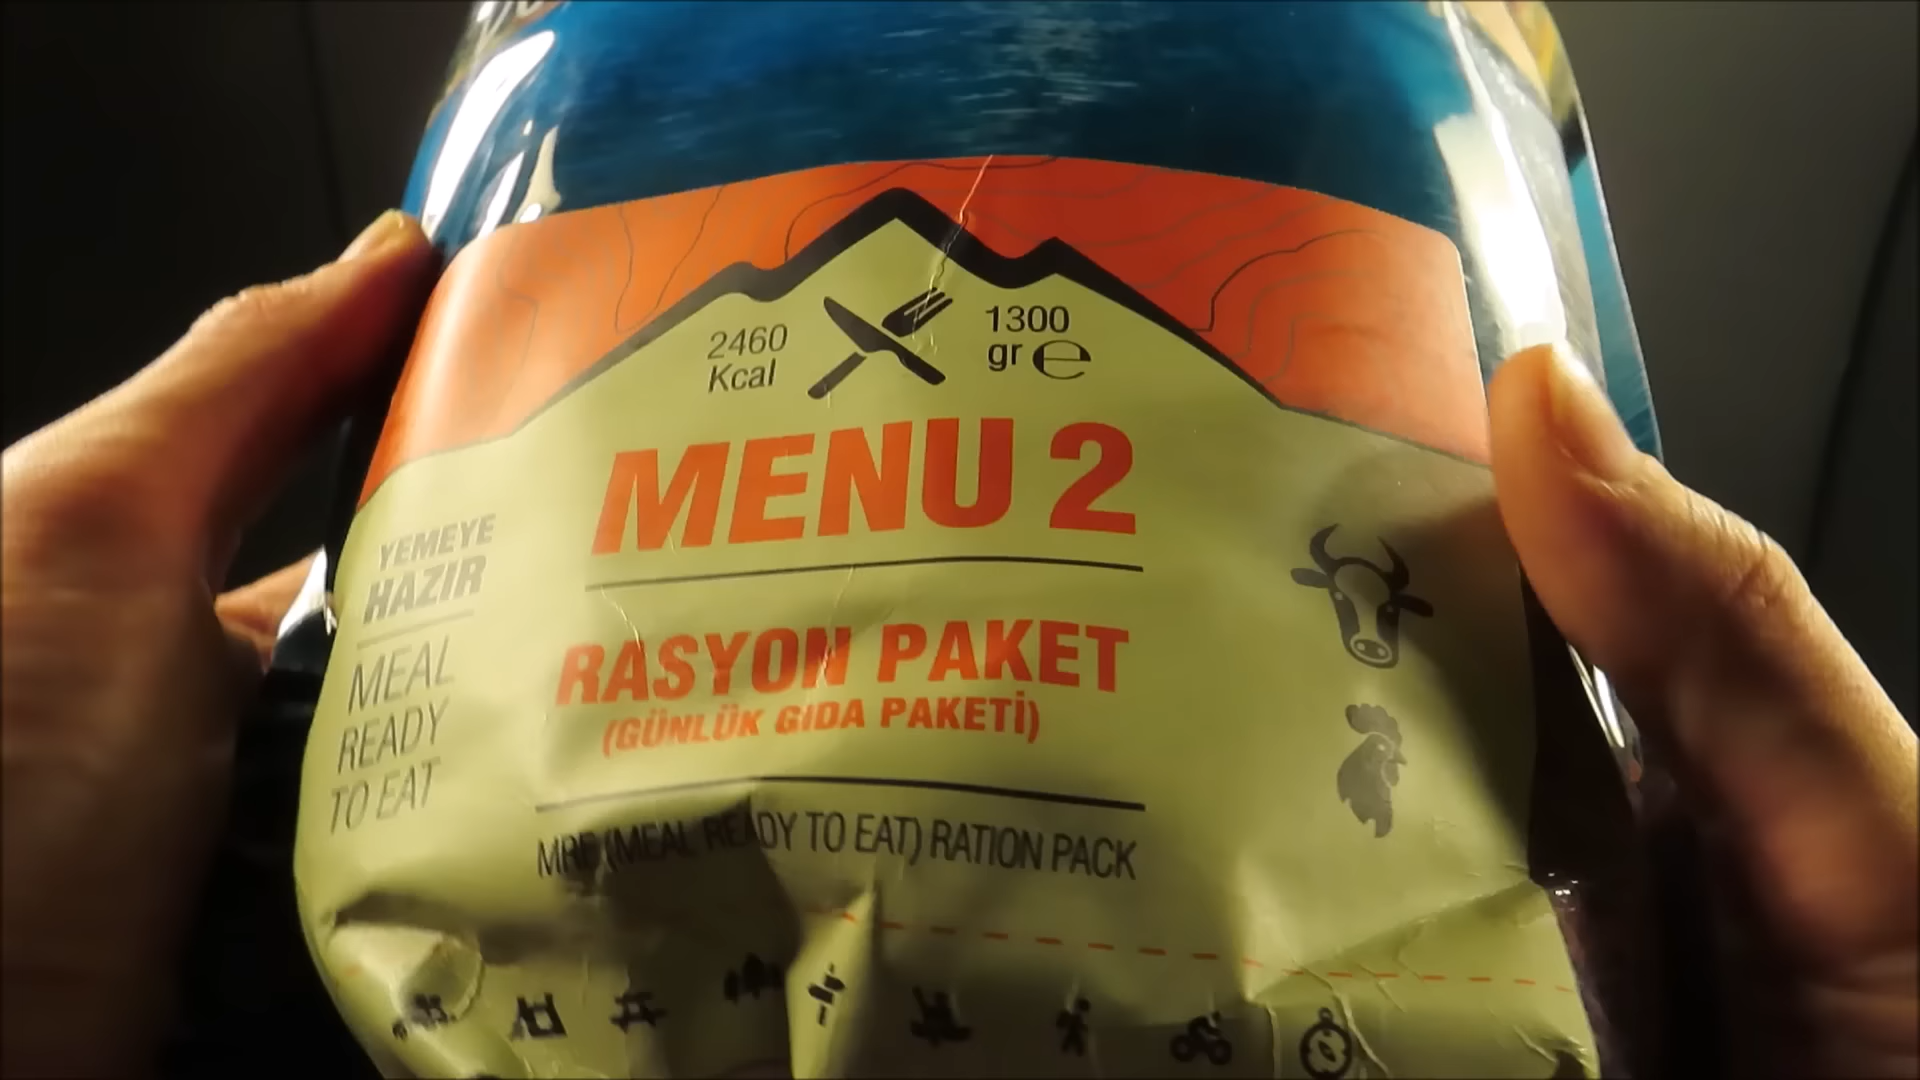 2460
Kcal
1300
gr ℮
MENU 2
YEMEYE
HAZIR
MEAL
READY
TO EAT
RASYON PAKET
(GÜNLÜK GIDA PAKETİ)
MRE (MEAL READY TO EAT) RATION PACK